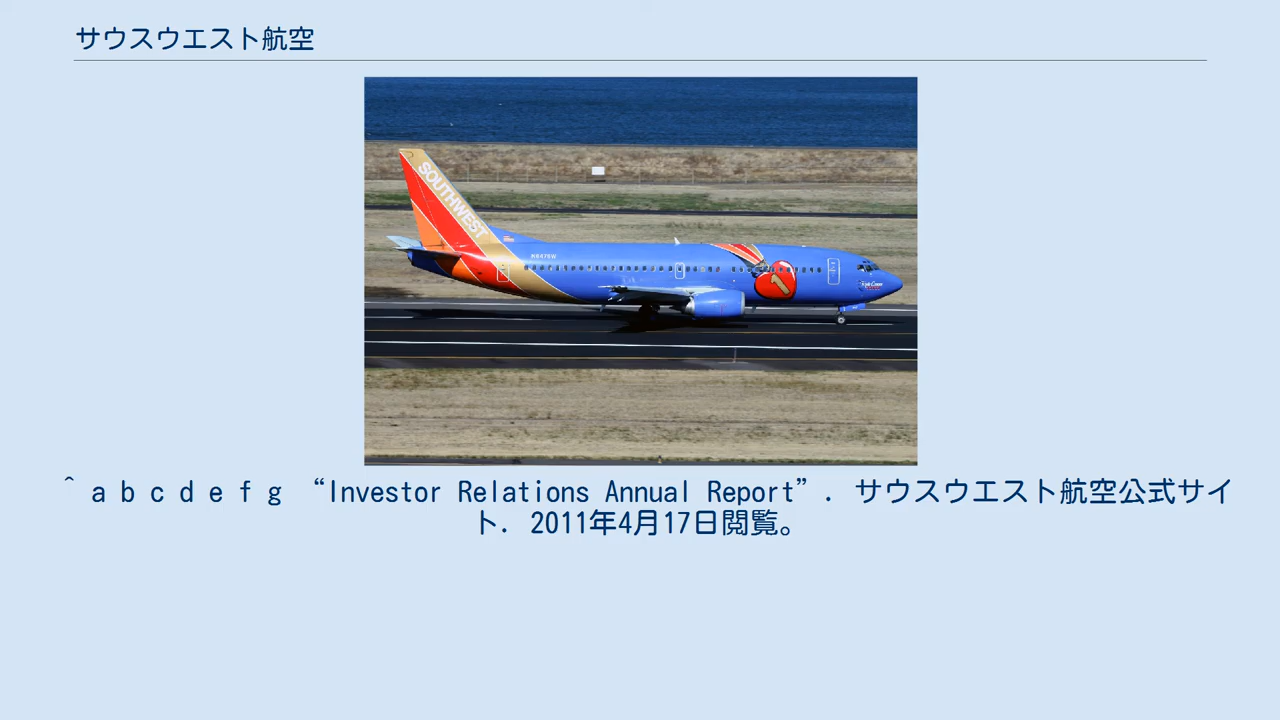 サウスウエスト航空
SOUTHWEST
^ a b c d e f g “Investor Relations Annual Report”. サウスウエスト航空公式サイ
ト. 2011年4月17日閲覧。